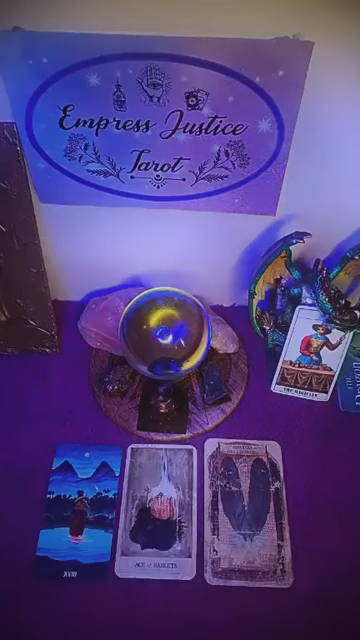 Empress Justice
Tarot
THE MAGICIAN
XVIII
ACE of BASKETS